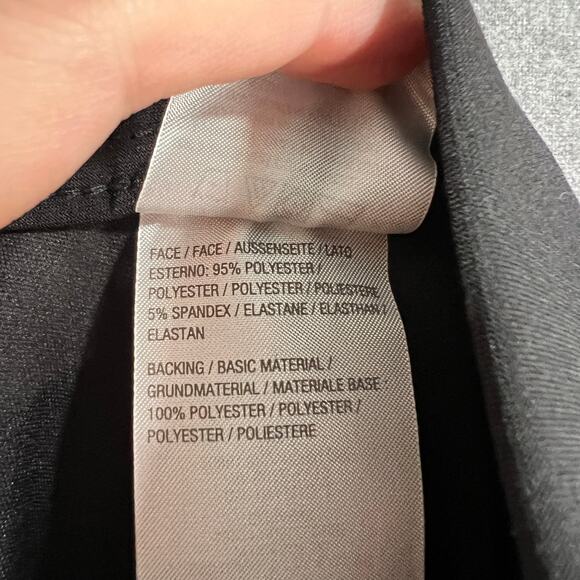 FACE / FACE / AUSSENSEITE / LATO
ESTERNO: 95% POLYESTER /
POLYESTER / POLYESTER / POLIESTERE
5% SPANDEX / ELASTANE / ELASTHAN /
ELASTAN
BACKING / BASIC MATERIAL /
GRUNDMATERIAL / MATERIALE BASE :
100% POLYESTER / POLYESTER /
POLYESTER / POLIESTERE